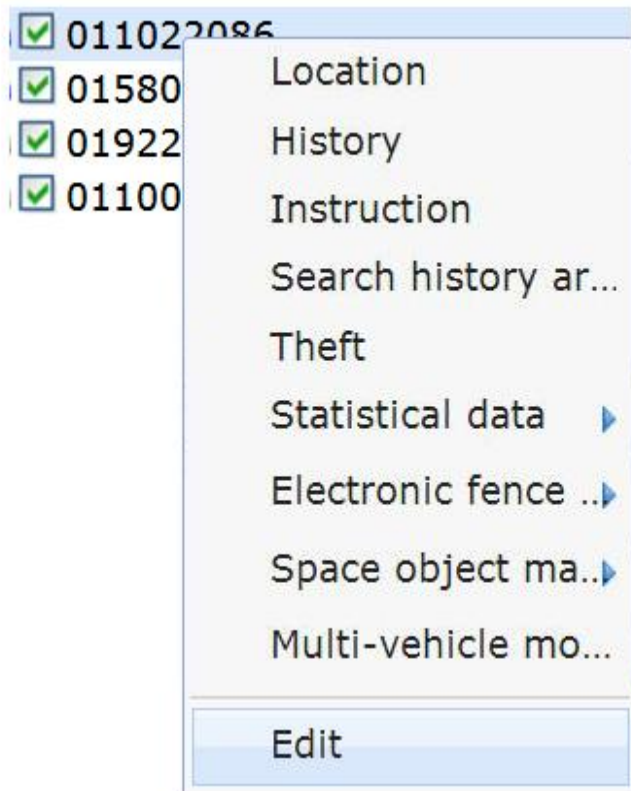 011022086
01580
01922
01100
Location
History
Instruction
Search history ar...
Theft
Statistical data
Electronic fence ..
Space object ma..
Multi-vehicle mo...
Edit